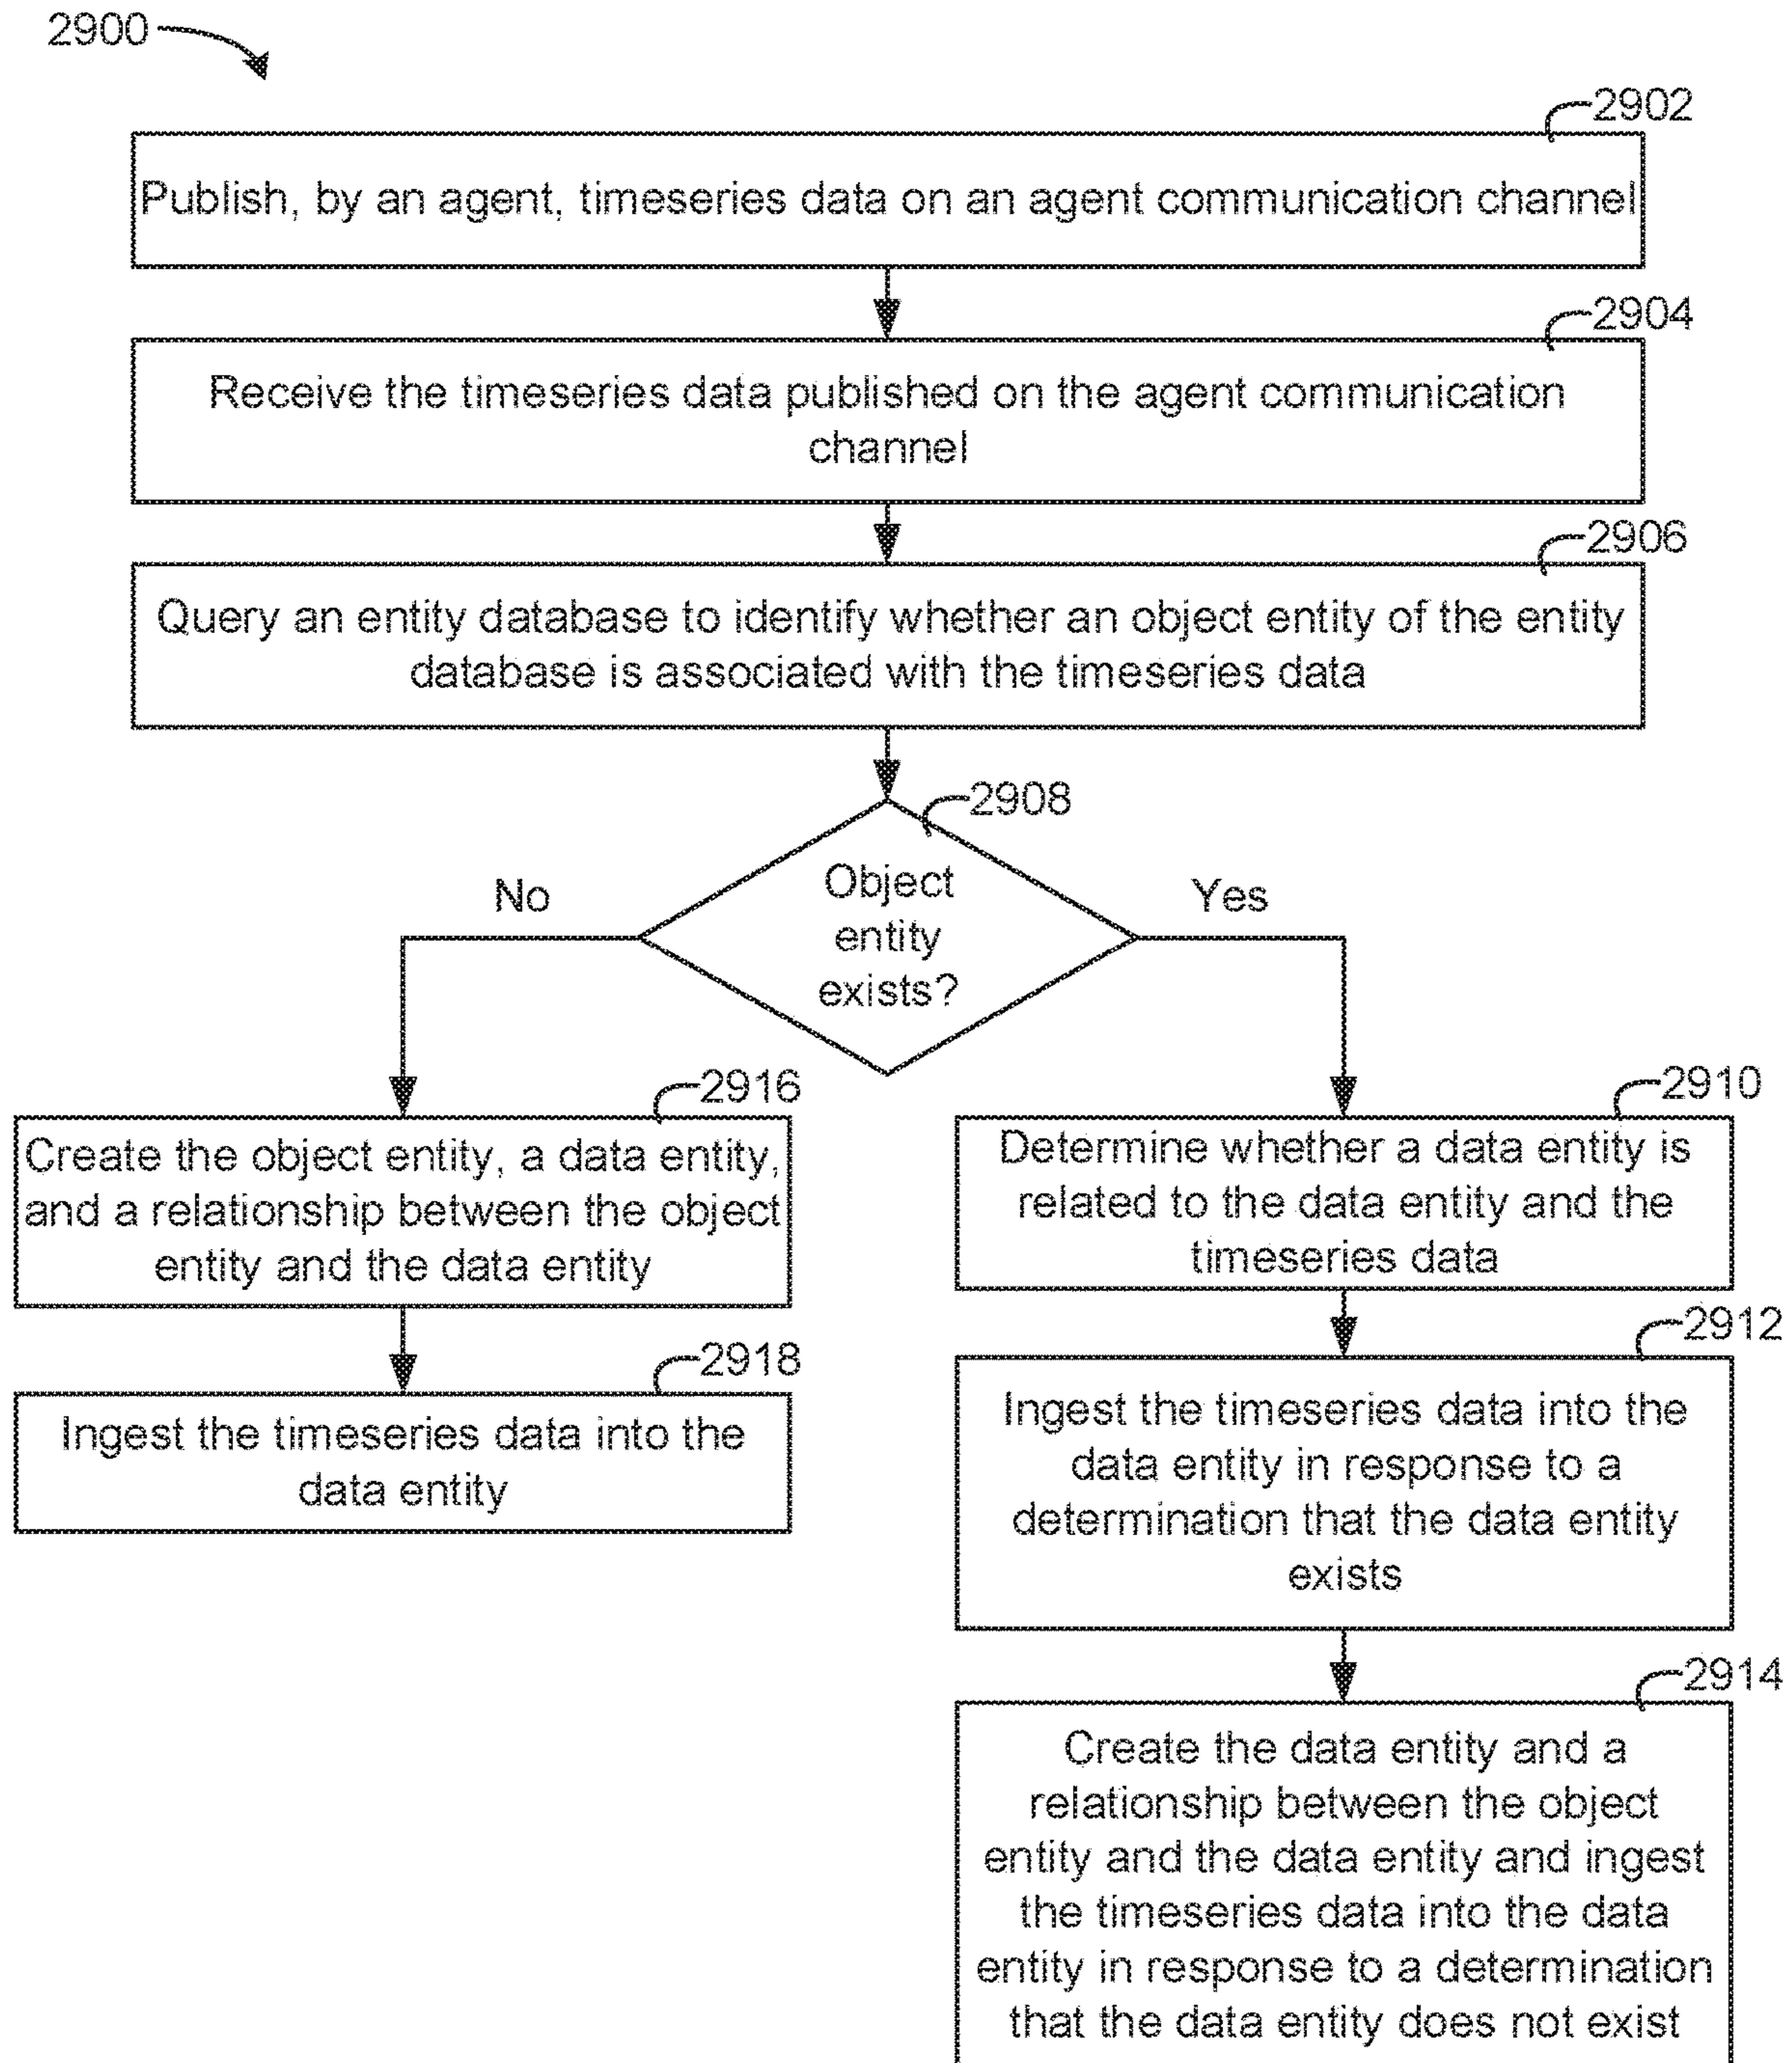 2900
2902
Publish, by an agent, timeseries data on an agent communication channel
2904
Receive the timeseries data published on the agent communication
channel
2906
Query an entity database to identify whether an object entity of the entity
database is associated with the timeseries data
2908
Object
entity
exists?
No
Yes
2916
Create the object entity, a data entity,
and a relationship between the object
entity and the data entity
2918
Ingest the timeseries data into the
data entity
2910
Determine whether a data entity is
related to the data entity and the
timeseries data
2912
Ingest the timeseries data into the
data entity in response to a
determination that the data entity
exists
2914
Create the data entity and a
relationship between the object
entity and the data entity and ingest
the timeseries data into the data
entity in response to a determination
that the data entity does not exist